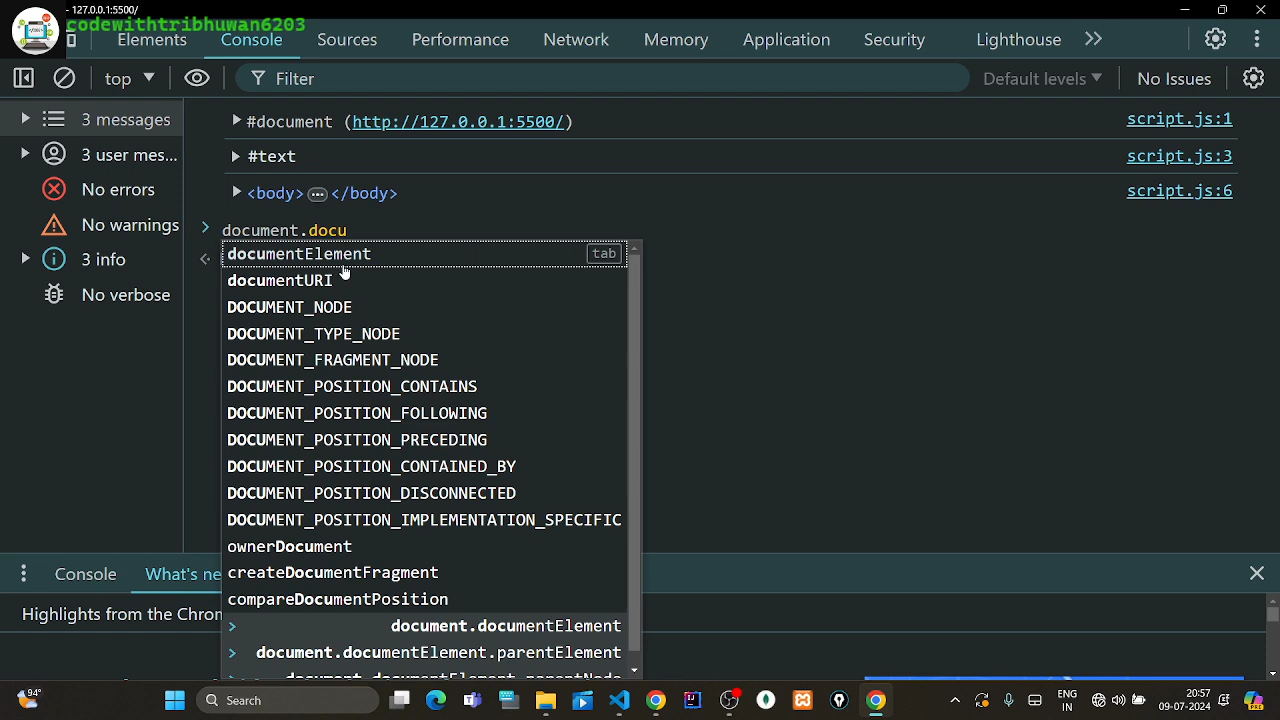 127.0.0.1:5500/
codewithtribhuwan6203
Elements Console Sources Performance Network Memory Application Security Lighthouse
top Filter Default levels No Issues
3 messages
3 user mes...
No errors
No warnings
3 info
No verbose
#document (http://127.0.0.1:5500/) script.js:1
#text script.js:3
<body> … </body> script.js:6
document.docu
documentElement tab
documentURI
DOCUMENT_NODE
DOCUMENT_TYPE_NODE
DOCUMENT_FRAGMENT_NODE
DOCUMENT_POSITION_CONTAINS
DOCUMENT_POSITION_FOLLOWING
DOCUMENT_POSITION_PRECEDING
DOCUMENT_POSITION_CONTAINED_BY
DOCUMENT_POSITION_DISCONNECTED
DOCUMENT_POSITION_IMPLEMENTATION_SPECIFIC
ownerDocument
createDocumentFragment
compareDocumentPosition
> document.documentElement
> document.documentElement.parentElement
document.documentElement.parentNode
Console What's ne
Highlights from the Chron
94°
Search
ENG
IN
20:57
09-07-2024